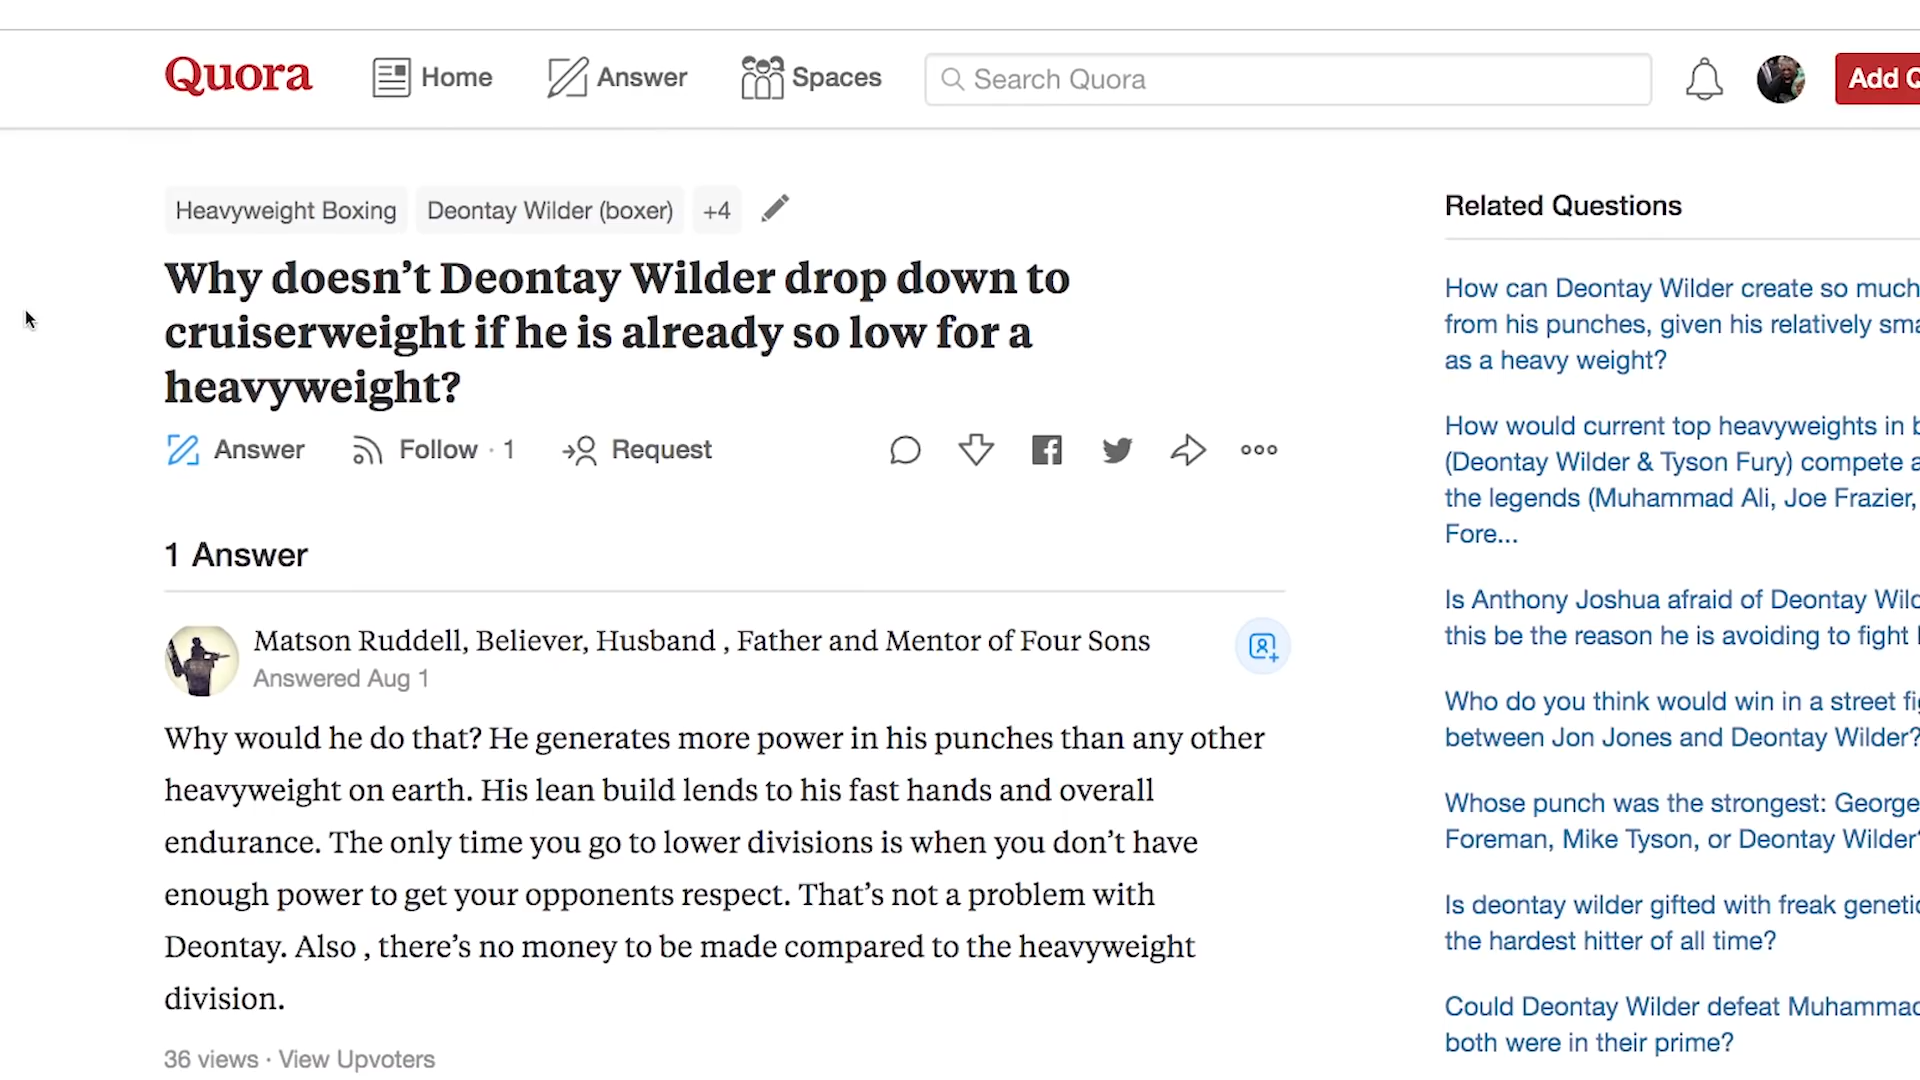 Quora
Home
Answer
Spaces
Search Quora
Add Q
Heavyweight Boxing
Deontay Wilder (boxer)
+4
Why doesn’t Deontay Wilder drop down to
cruiserweight if he is already so low for a
heavyweight?
Answer
Follow · 1
Request
1 Answer
Matson Ruddell, Believer, Husband , Father and Mentor of Four Sons
Answered Aug 1
Why would he do that? He generates more power in his punches than any other
heavyweight on earth. His lean build lends to his fast hands and overall
endurance. The only time you go to lower divisions is when you don’t have
enough power to get your opponents respect. That’s not a problem with
Deontay. Also , there’s no money to be made compared to the heavyweight
division.
36 views · View Upvoters
Related Questions
How can Deontay Wilder create so much
from his punches, given his relatively sma
as a heavy weight?
How would current top heavyweights in b
(Deontay Wilder & Tyson Fury) compete a
the legends (Muhammad Ali, Joe Frazier,
Fore...
Is Anthony Joshua afraid of Deontay Wild
this be the reason he is avoiding to fight
Who do you think would win in a street fig
between Jon Jones and Deontay Wilder?
Whose punch was the strongest: George
Foreman, Mike Tyson, or Deontay Wilder?
Is deontay wilder gifted with freak genetic
the hardest hitter of all time?
Could Deontay Wilder defeat Muhammad
both were in their prime?